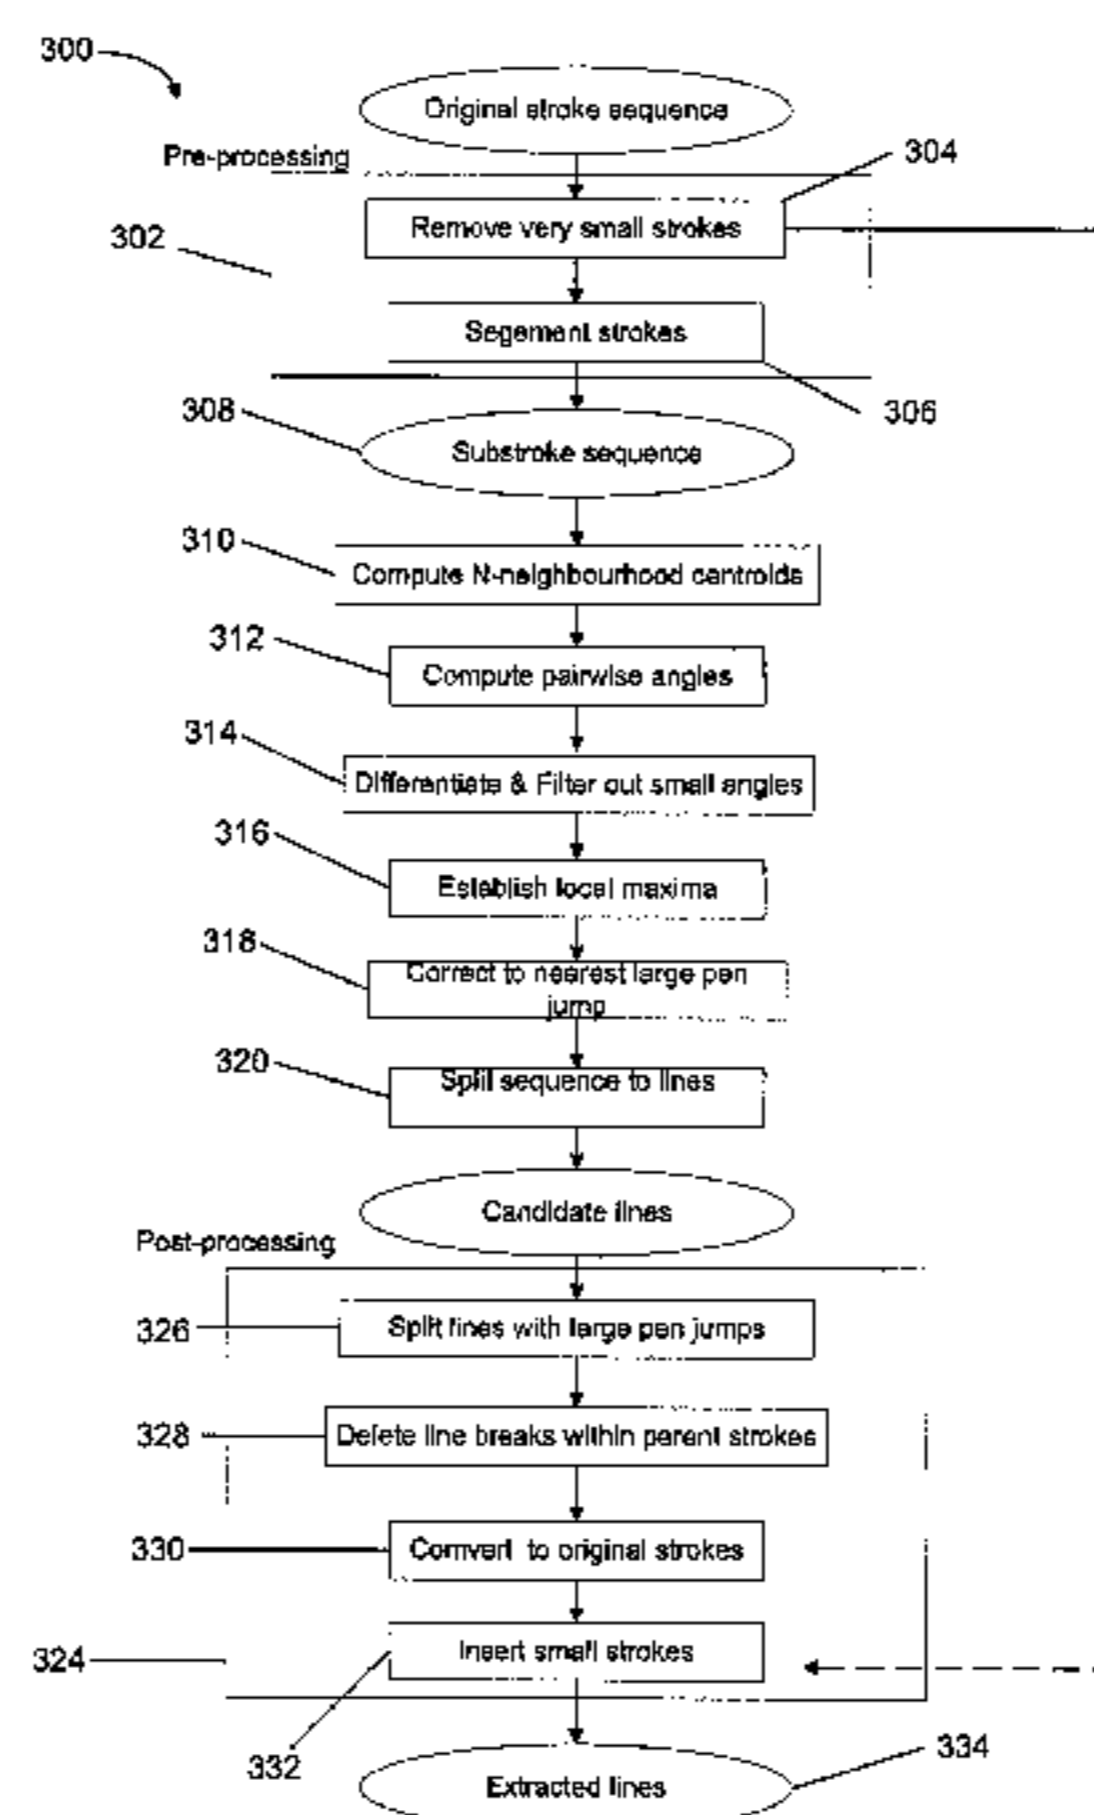 300
Original stroke sequence
Pre-processing
304
Remove very small strokes
302
Segement strokes
306
308
Substroke sequence
310
Compute N-neighbourhood centroids
312
Compute pairwise angles
314
Differentiate & Filter out small angles
316
Establish local maxima
318
Correct to nearest large pen
jump
320
Split sequence to lines
Candidate lines
Post-processing
326
Split lines with large pen jumps
328
Delete line breaks within parent strokes
330
Comvert to original strokes
Insert small strokes
324
332
334
Extracted lines